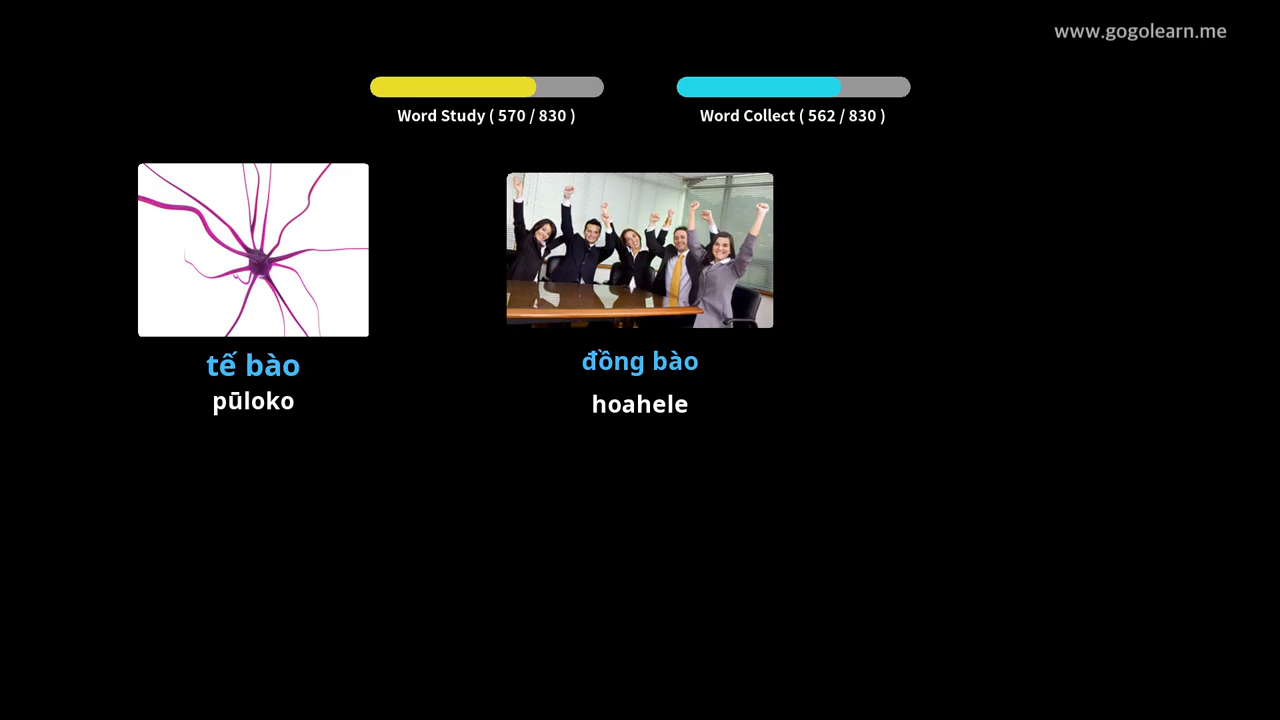 www.gogolearn.me
Word Study ( 570 / 830 )
Word Collect ( 562 / 830 )
tế bào
pūloko
đồng bào
hoahele